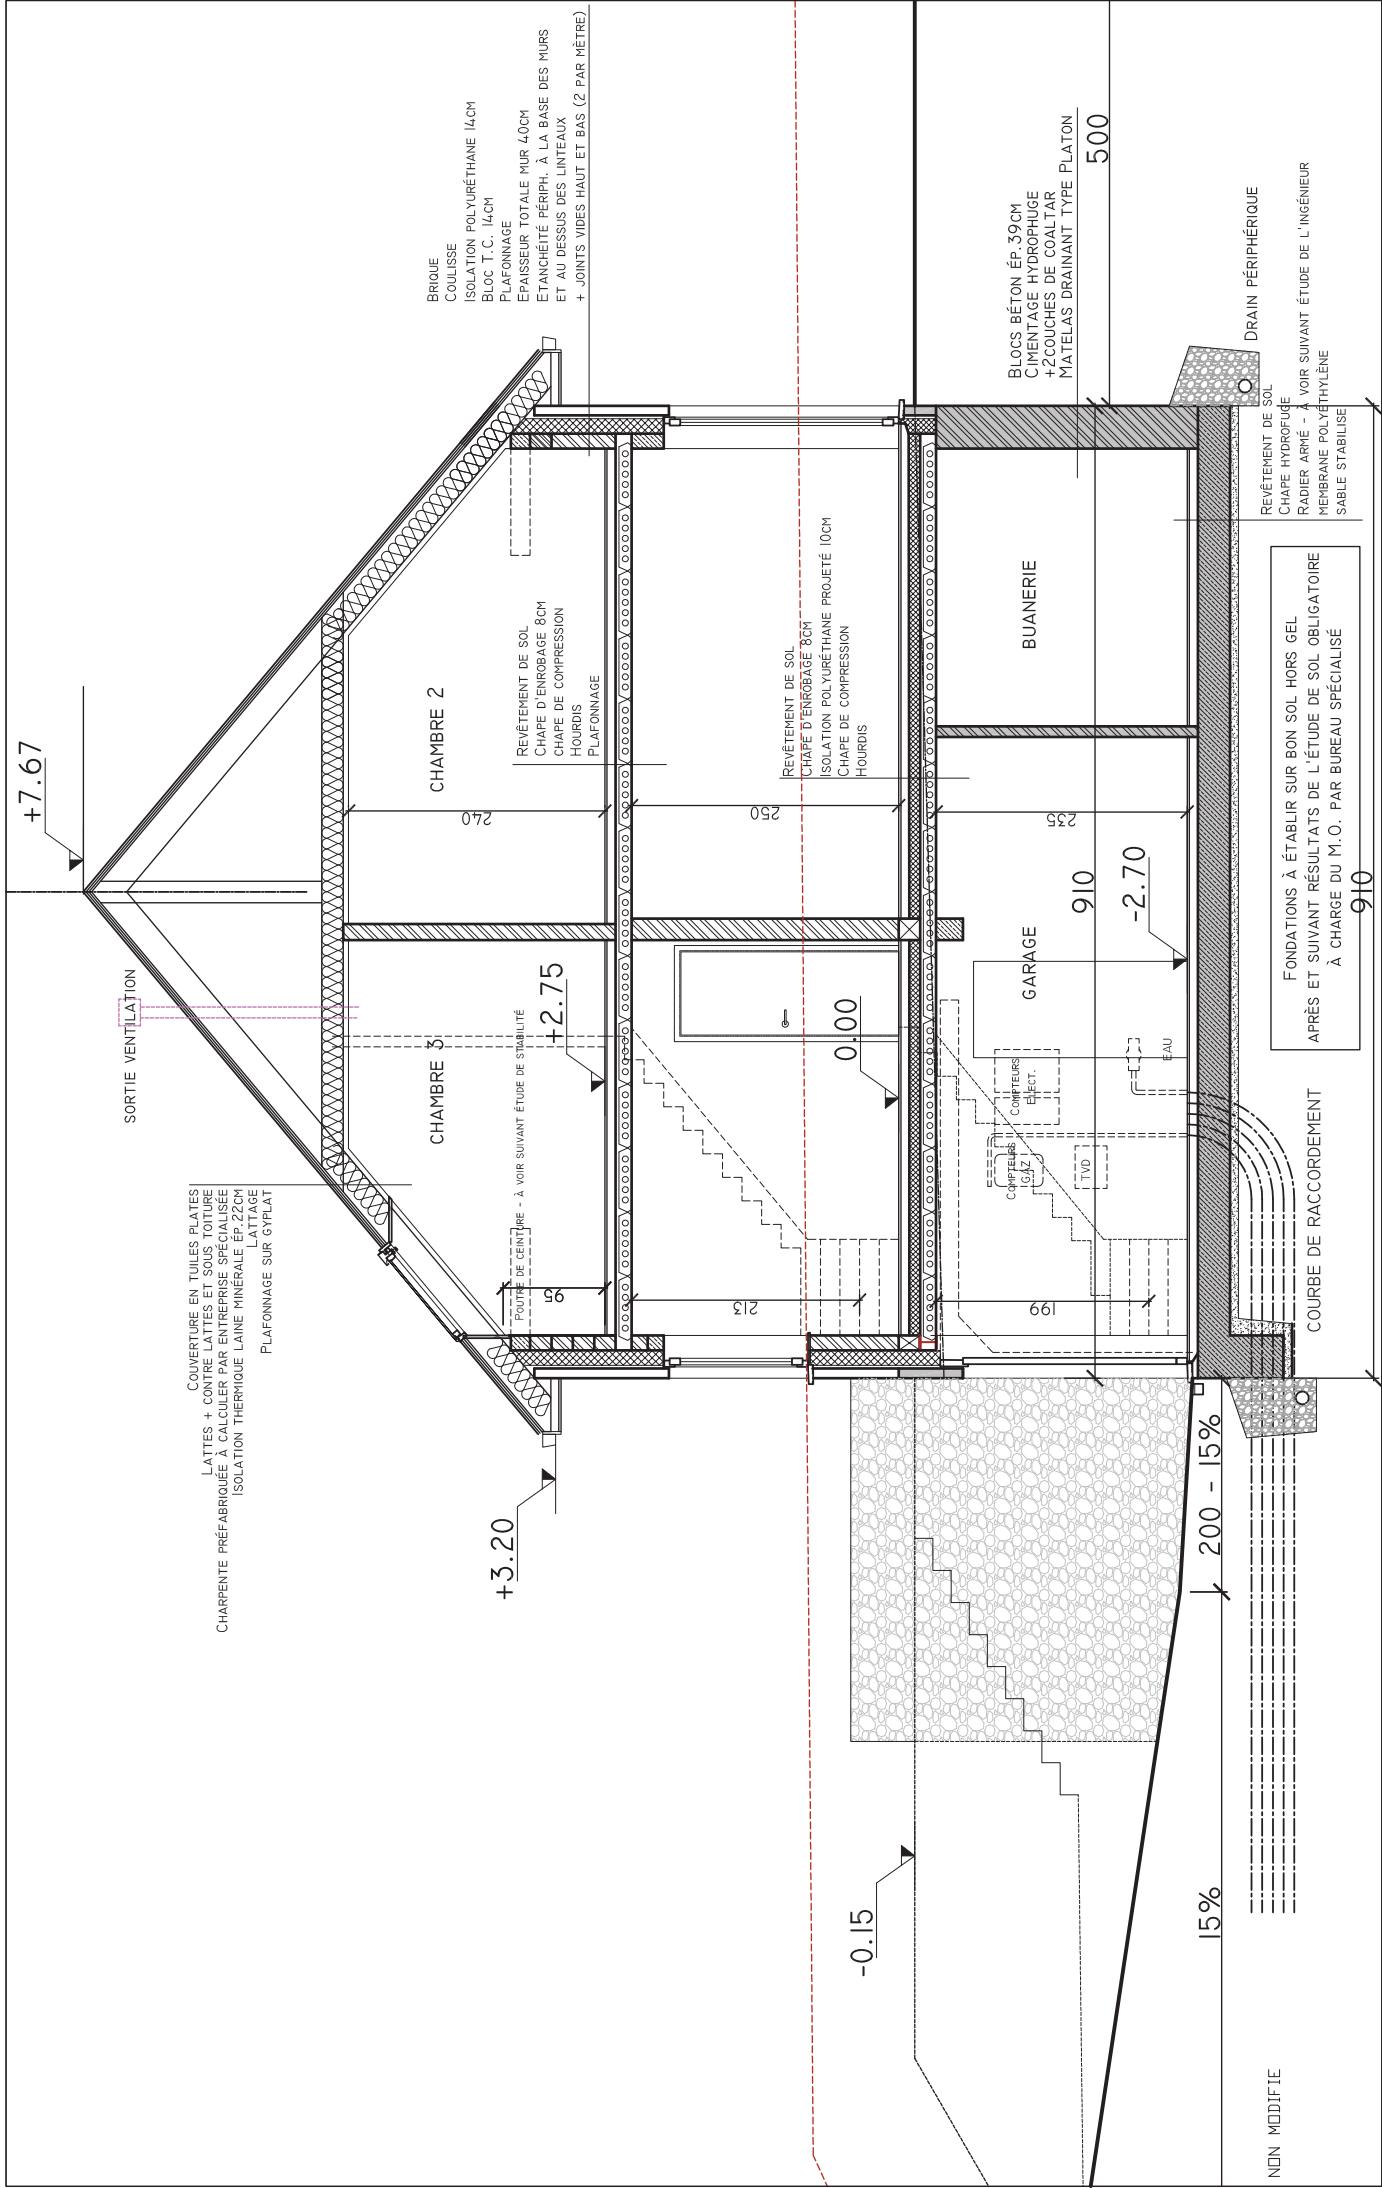 +7.67
SORTIE VENTILATION
COUVERTURE EN TUILES PLATES
LATTES + CONTRE LATTES ET SOUS TOITURE
CHARPENTE PRÉFABRIQUÉE À CALCULER PAR ENTREPRISE SPÉCIALISÉE
ISOLATION THERMIQUE LAINE MINÉRALE ÉP.22CM
LATTAGE
PLAFONNAGE SUR GYPLAT
BRIQUE
COULISSE
ISOLATION POLYURÉTHANE 14CM
BLOC T.C. 14CM
PLAFONNAGE
EPAISSEUR TOTALE MUR 40CM
ETANCHÉITÉ PÉRIPH. À LA BASE DES MURS
ET AU DESSUS DES LINTEAUX
+ JOINTS VIDES HAUT ET BAS (2 PAR MÈTRE)
CHAMBRE 3
CHAMBRE 2
240
+3.20
95
POUTRE DE CEINTURE - À VOIR SUIVANT ÉTUDE DE STABILITÉ
+2.75
REVÊTEMENT DE SOL
CHAPE D'ENROBAGE 8CM
CHAPE DE COMPRESSION
HOURDIS
PLAFONNAGE
213
250
0.00
REVÊTEMENT DE SOL
CHAPE D'ENROBAGE 8CM
ISOLATION POLYURÉTHANE PROJETÉ 10CM
CHAPE DE COMPRESSION
HOURDIS
-0.15
199
COMPTEURS
GAZ
COMPTEURS
ELECT.
TVD
EAU
GARAGE
235
BUANERIE
BLOCS BÉTON ÉP.39CM
CIMENTAGE HYDROPHUGE
+2COUCHES DE COALTAR
MATELAS DRAINANT TYPE PLATON
500
910
-2.70
15%
200 - 15%
DRAIN PÉRIPHÉRIQUE
REVÊTEMENT DE SOL
CHAPE HYDROFUGE
RADIER ARMÉ - À VOIR SUIVANT ÉTUDE DE L'INGÉNIEUR
MEMBRANE POLYÉTHYLÈNE
SABLE STABILISE
NON MODIFIE
COURBE DE RACCORDEMENT
FONDATIONS À ÉTABLIR SUR BON SOL HORS GEL
APRÈS ET SUIVANT RÉSULTATS DE L'ÉTUDE DE SOL OBLIGATOIRE
À CHARGE DU M.O. PAR BUREAU SPÉCIALISÉ
910